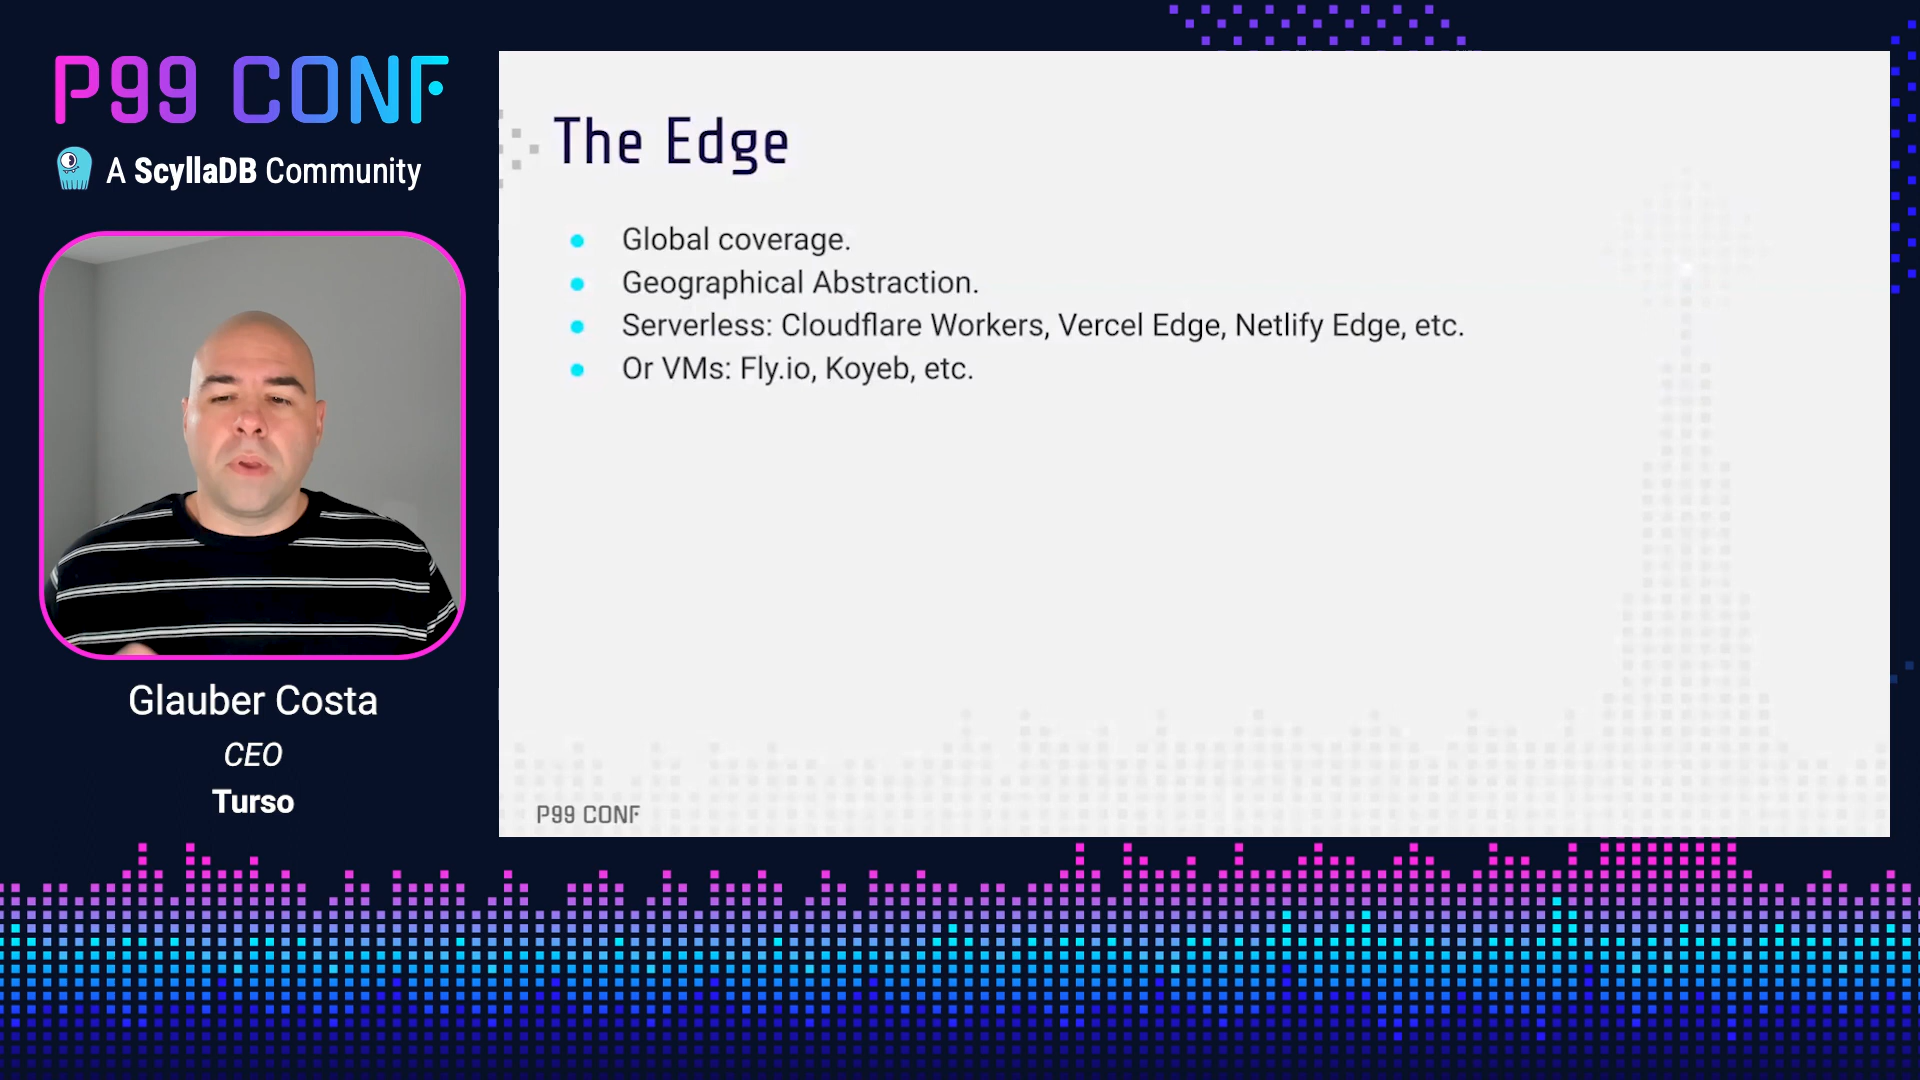 P99 CONF
A ScyllaDB Community
Glauber Costa
CEO
Turso
The Edge
Global coverage.
Geographical Abstraction.
Serverless: Cloudflare Workers, Vercel Edge, Netlify Edge, etc.
Or VMs: Fly.io, Koyeb, etc.
P99 CONF